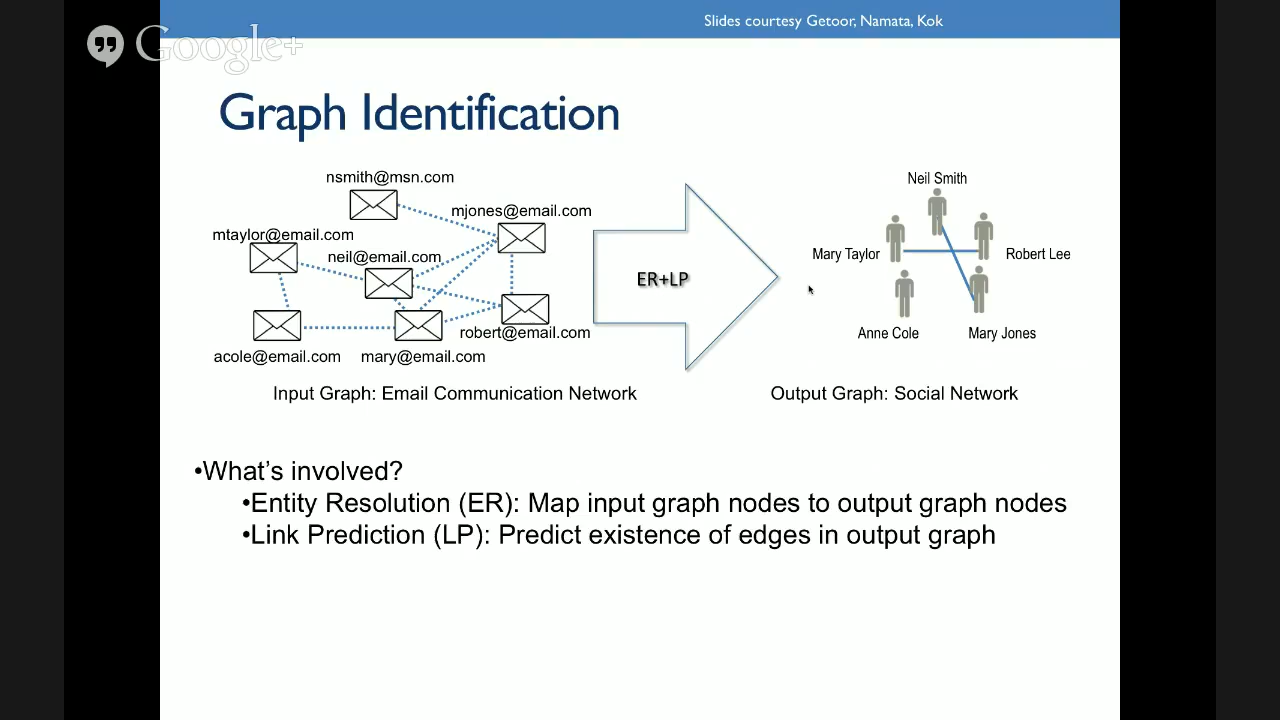 Slides courtesy Getoor, Namata, Kok
Google+
Graph Identification
nsmith@msn.com
mjones@email.com
mtaylor@email.com
neil@email.com
robert@email.com
acole@email.com
mary@email.com
Input Graph: Email Communication Network
ER+LP
Neil Smith
Mary Taylor
Robert Lee
Anne Cole
Mary Jones
Output Graph: Social Network
•What's involved?
•Entity Resolution (ER): Map input graph nodes to output graph nodes
•Link Prediction (LP): Predict existence of edges in output graph